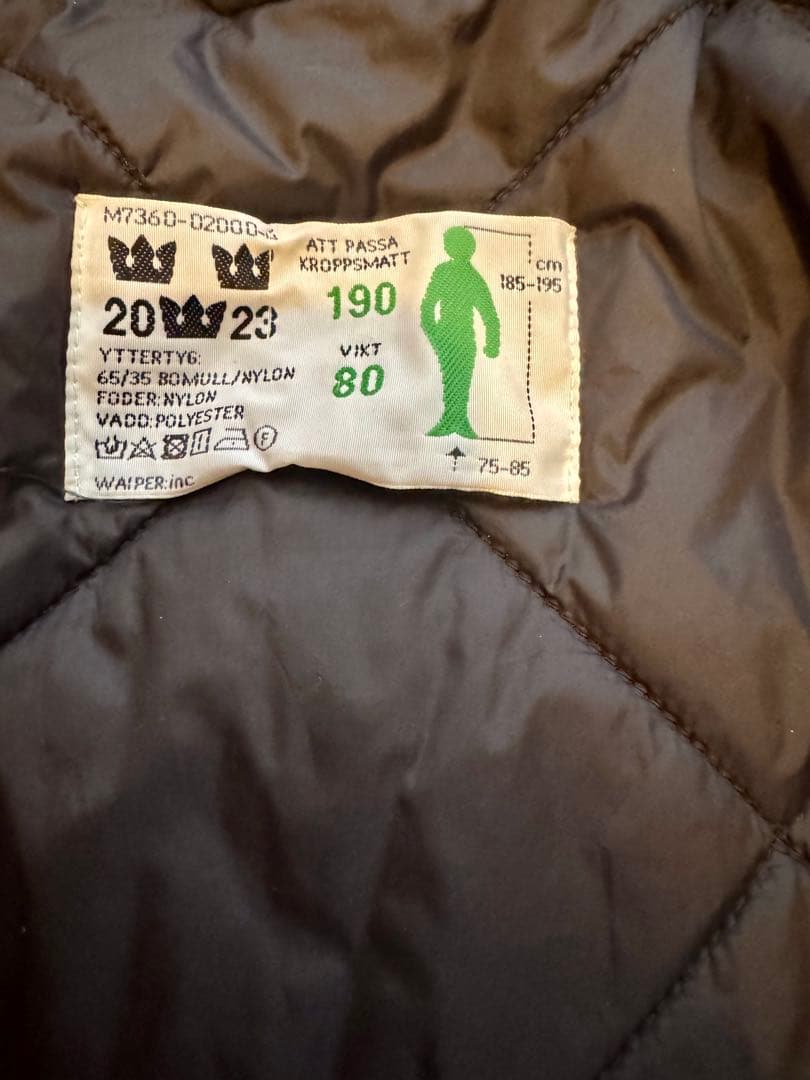 M7360-02000-
20 23
YTTERTYG:
65/35 BOMULL/NYLON
FODER:NYLON
VADD:POLYESTER
F
WAIPER:inc
ATT PASSA
KROPPSMATT
190
VIKT
80
cm
185-195
75-85